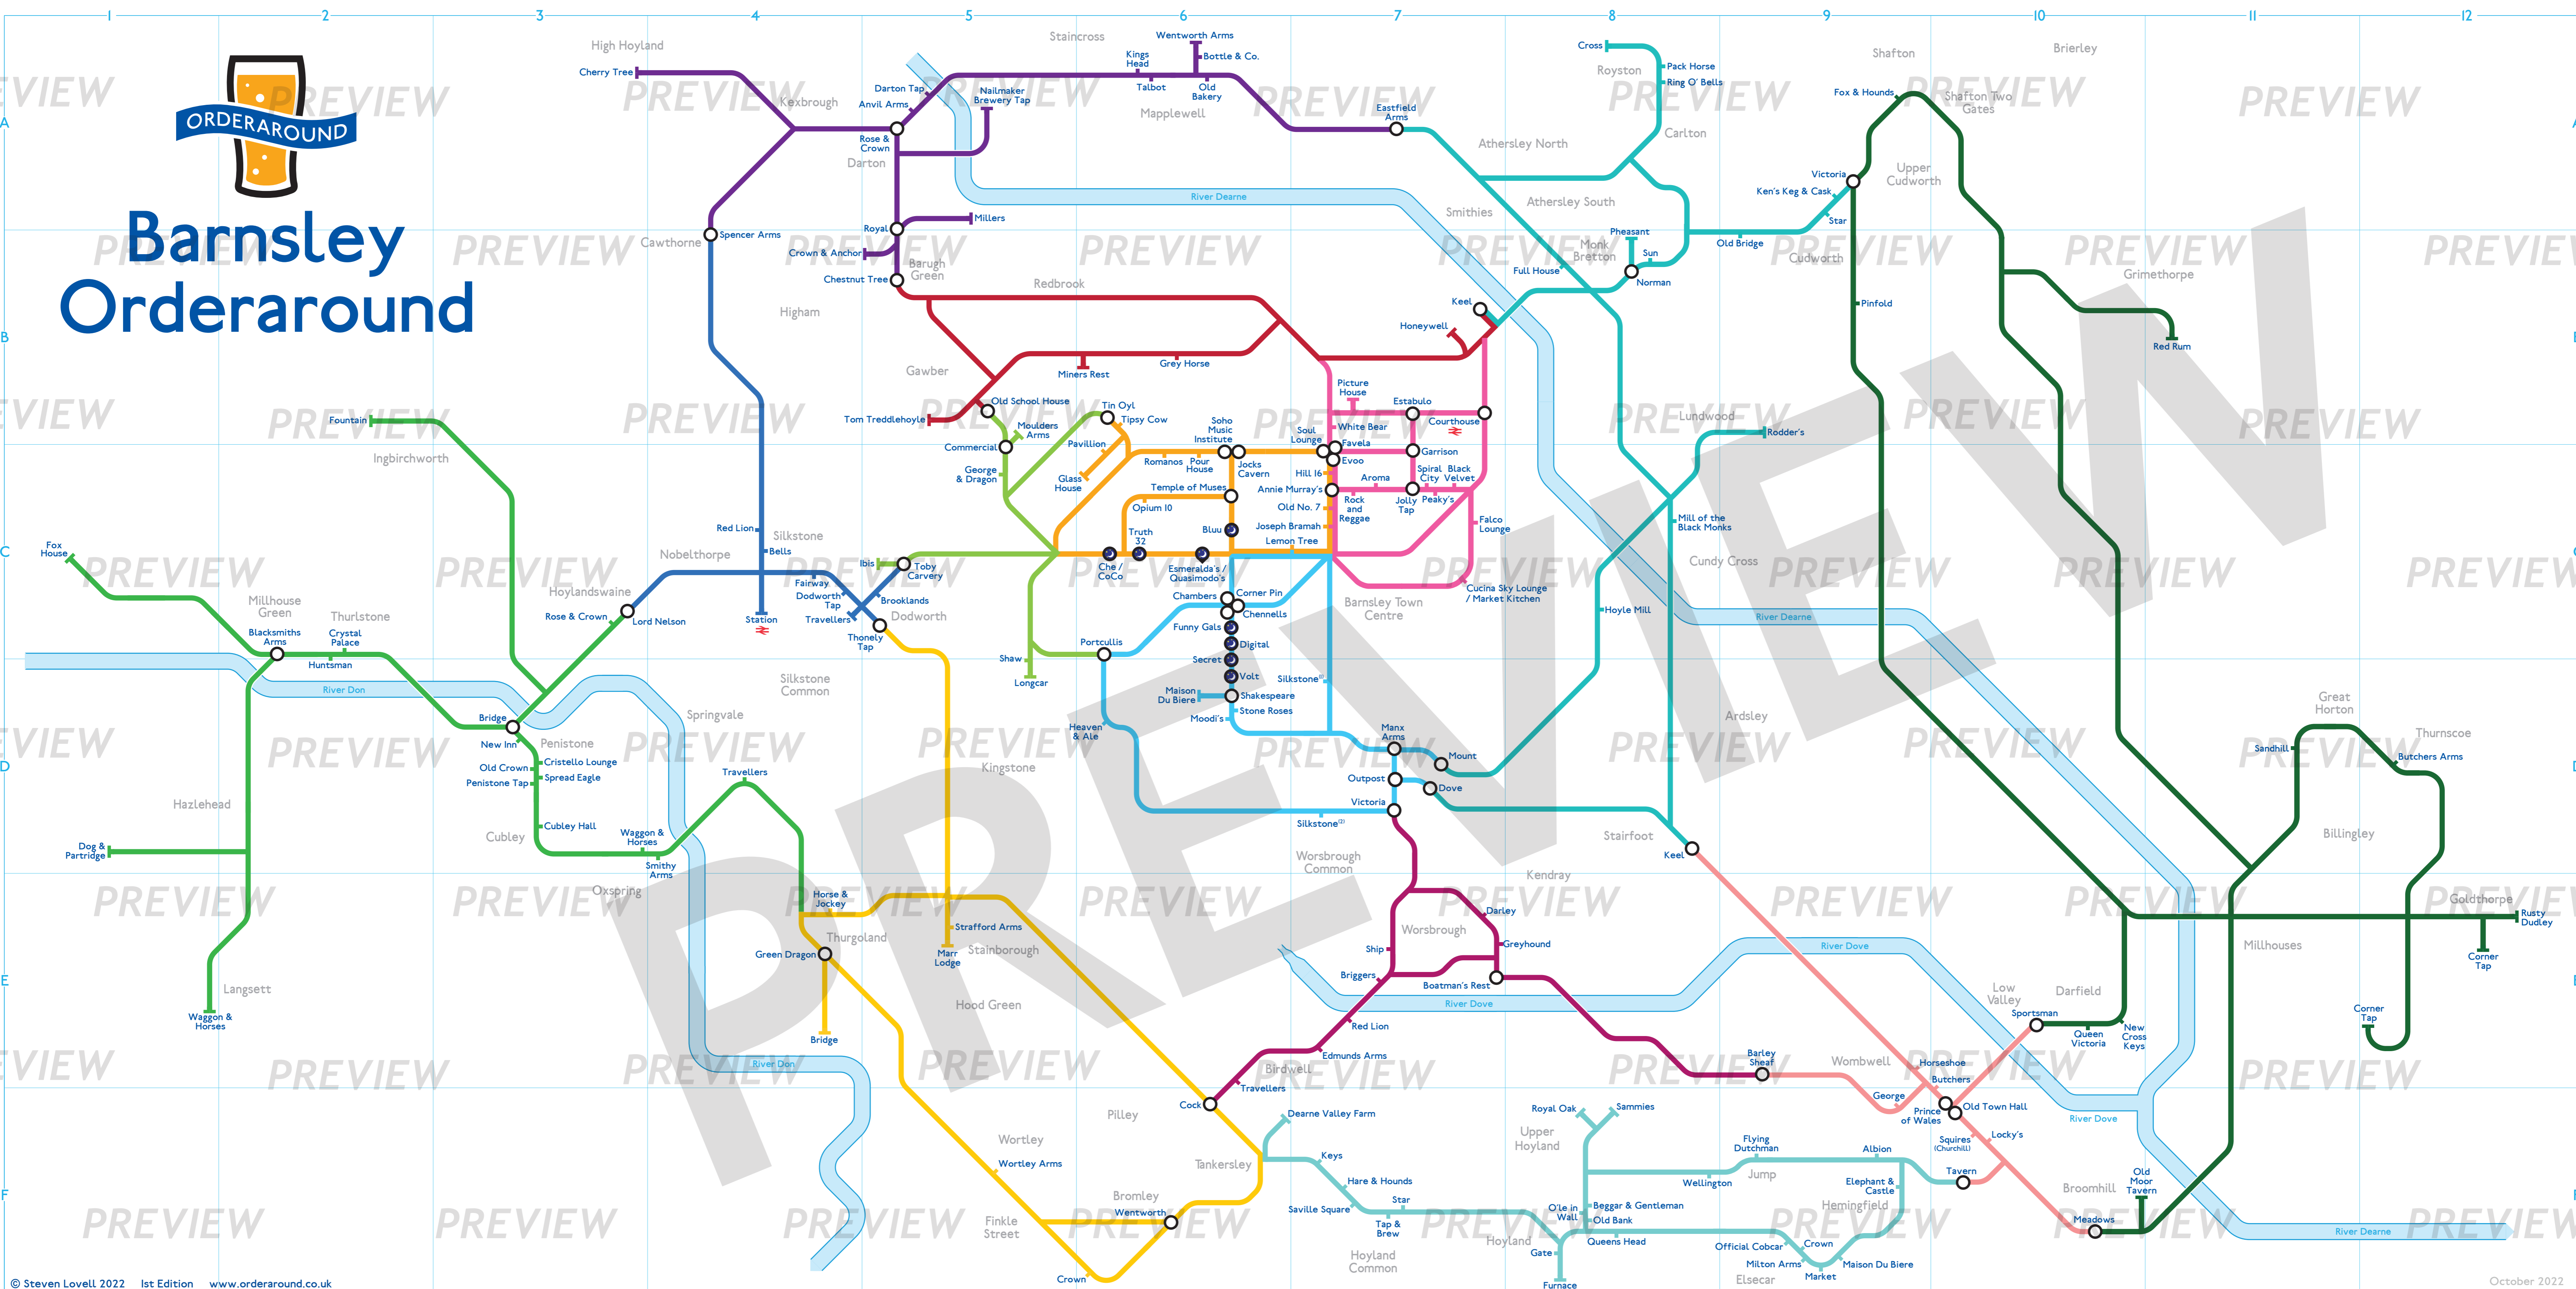 1 2 3 4 5 6 7 8 9 10 11 12
A
B
C
D
E
F
ORDERAROUND
Barnsley
Orderaround
PREVIEW
High Hoyland
Cherry Tree
Kexbrough
Darton Tap
Anvil Arms
Nailmaker
Brewery Tap
Rose &
Crown
Darton
Staincross
Kings
Head
Talbot
Wentworth Arms
Bottle & Co.
Old
Bakery
Mapplewell
Eastfield
Arms
River Dearne
Athersley North
Athersley South
Smithies
Cross
Royston
Pack Horse
Ring O' Bells
Carlton
Shafton
Brierley
Fox & Hounds
Shafton Two
Gates
Upper
Cudworth
Victoria
Ken's Keg & Cask
Star
Cudworth
Old Bridge
Monk
Bretton
Pheasant
Sun
Norman
Full House
Pinfold
Grimethorpe
Red Rum
Cawthorne
Spencer Arms
Royal
Millers
Crown & Anchor
Barugh
Green
Chestnut Tree
Higham
Redbrook
Gawber
Miners Rest
Grey Horse
Tom Treddlehoyle
Old School House
Moulders
Arms
Commercial
George
& Dragon
Keel
Honeywell
Picture
House
White Bear
Estabulo
Courthouse
Garrison
Tin Oyl
Tipsy Cow
Pavillion
Glass
House
Romanos
Pour
House
Soho
Music
Institute
Jocks
Cavern
Soul
Lounge
Favela
Evoo
Hill 16
Annie Murray's
Old No. 7
Joseph Bramah
Lemon Tree
Rock
and
Reggae
Aroma
Jolly
Tap
Spiral
City
Black
Velvet
Peaky's
Falco
Lounge
Cucina Sky Lounge
/ Market Kitchen
Barnsley Town
Centre
Temple of Muses
Opium 10
Bluu
Truth
32
Che /
CoCo
Esmeralda's /
Quasimodo's
Chambers
Corner Pin
Chennells
Funny Gals
Digital
Secret
Volt
Maison
Du Biere
Shakespeare
Stone Roses
Moodi's
Silkstone(1)
Portcullis
Heaven
& Ale
Shaw
Longcar
Kingstone
Lundwood
Rodder's
Mill of the
Black Monks
Cundy Cross
Hoyle Mill
River Dearne
Ardsley
Fountain
Ingbirchworth
Fox
House
Millhouse
Green
Thurlstone
Blacksmiths
Arms
Crystal
Palace
Huntsman
River Don
Red Lion
Bells
Silkstone
Nobelthorpe
Hoylandswaine
Rose & Crown
Lord Nelson
Station
Fairway
Dodworth
Tap
Travellers
Brooklands
Thonely
Tap
Dodworth
Ibis
Toby
Carvery
Silkstone
Common
Bridge
New Inn
Penistone
Springvale
Old Crown
Penistone Tap
Cristello Lounge
Spread Eagle
Cubley Hall
Cubley
Waggon &
Horses
Smithy
Arms
Oxspring
Travellers
Hazlehead
Dog &
Partridge
Langsett
Waggon &
Horses
Manx
Arms
Mount
Outpost
Dove
Victoria
Silkstone(2)
Stairfoot
Keel
Great
Horton
Sandhill
Thurnscoe
Butchers Arms
Billingley
Goldthorpe
Rusty
Dudley
Corner
Tap
Millhouses
Corner
Tap
Horse &
Jockey
Thurgoland
Green Dragon
Bridge
Strafford Arms
Stainborough
Marr
Lodge
Hood Green
River Don
Worsbrough
Common
Kendray
Darley
Worsbrough
Ship
Greyhound
Briggers
Boatman's Rest
Red Lion
Edmunds Arms
Birdwell
Travellers
Cock
River Dove
River Dove
Low
Valley
Darfield
Sportsman
Queen
Victoria
New
Cross
Keys
Barley
Sheaf
Wombwell
Horseshoe
Butchers
George
Prince
of Wales
Old Town Hall
Squires
(Churchill)
Locky's
Tavern
River Dove
Broomhill
Meadows
Old
Moor
Tavern
River Dearne
Pilley
Wortley
Wortley Arms
Tankersley
Bromley
Wentworth
Finkle
Street
Crown
Dearne Valley Farm
Keys
Hare & Hounds
Saville Square
Star
Tap &
Brew
Hoyland
Common
Hoyland
Royal Oak
Sammies
Upper
Hoyland
O'le in
Wall
Beggar & Gentleman
Old Bank
Queens Head
Gate
Furnace
Wellington
Flying
Dutchman
Jump
Albion
Elephant &
Castle
Hemingfield
Official Cobcar
Milton Arms
Crown
Market
Maison Du Biere
Elsecar
© Steven Lovell 2022 1st Edition www.orderaround.co.uk
October 2022